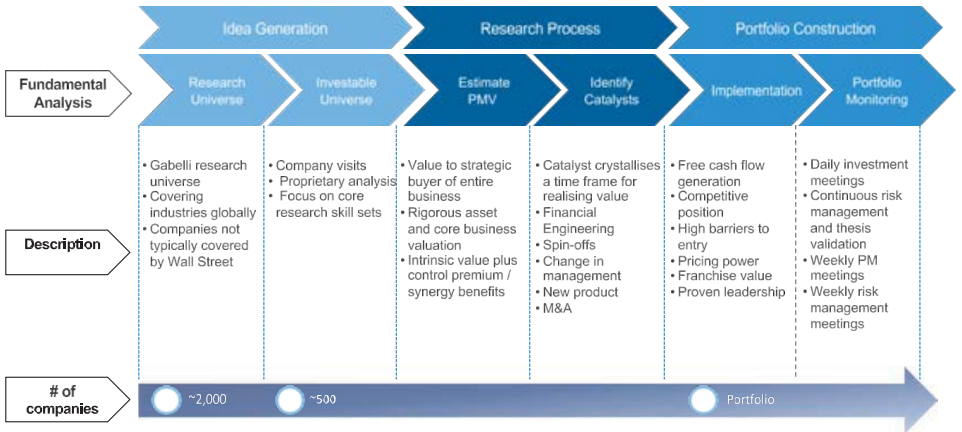 Idea Generation
Research Process
Portfolio Construction
Fundamental
Analysis
Research
Universe
Investable
Universe
Estimate
PMV
Identify
Catalysts
Implementation
Portfolio
Monitoring
Description
• Gabelli research
universe
• Covering
industries globally
• Companies not
typically covered
by Wall Street
• Company visits
• Proprietary analysis
• Focus on core
research skill sets
• Value to strategic
buyer of entire
business
• Rigorous asset
and core business
valuation
• Intrinsic value plus
control premium /
synergy benefits
• Catalyst crystallises
a time frame for
realising value
• Financial
Engineering
• Spin-offs
• Change in
management
• New product
• M&A
• Free cash flow
generation
• Competitive
position
• High barriers to
entry
• Pricing power
• Franchise value
• Proven leadership
• Daily investment
meetings
• Continuous risk
management
and thesis
validation
• Weekly PM
meetings
• Weekly risk
management
meetings
# of
companies
~2,000
~500
Portfolio